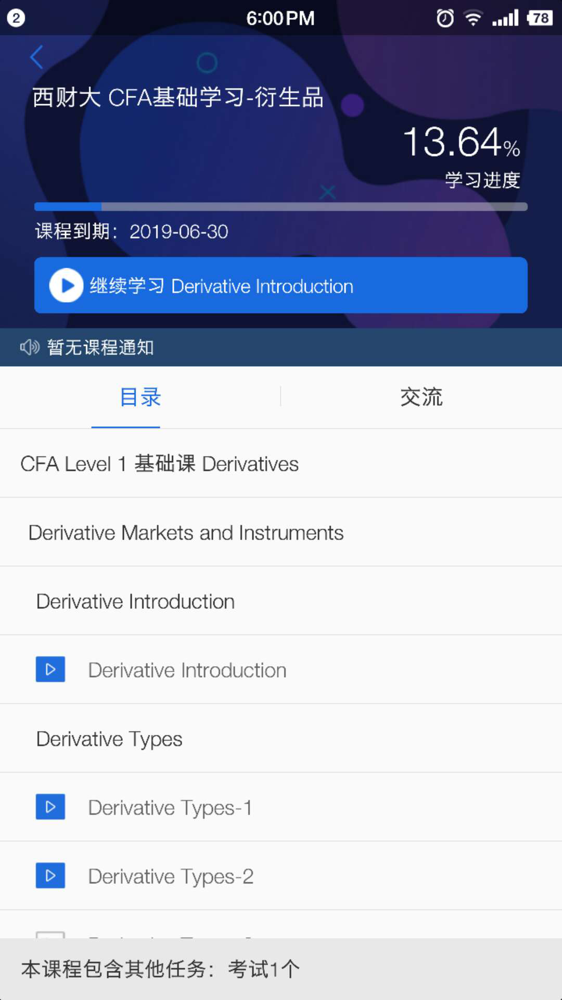 2
6:00PM
78
西财大 CFA基础学习-衍生品
13.64%
学习进度
课程到期：2019-06-30
继续学习 Derivative Introduction
暂无课程通知
目录
交流
CFA Level 1 基础课 Derivatives
Derivative Markets and Instruments
Derivative Introduction
Derivative Introduction
Derivative Types
Derivative Types-1
Derivative Types-2
本课程包含其他任务：考试1个